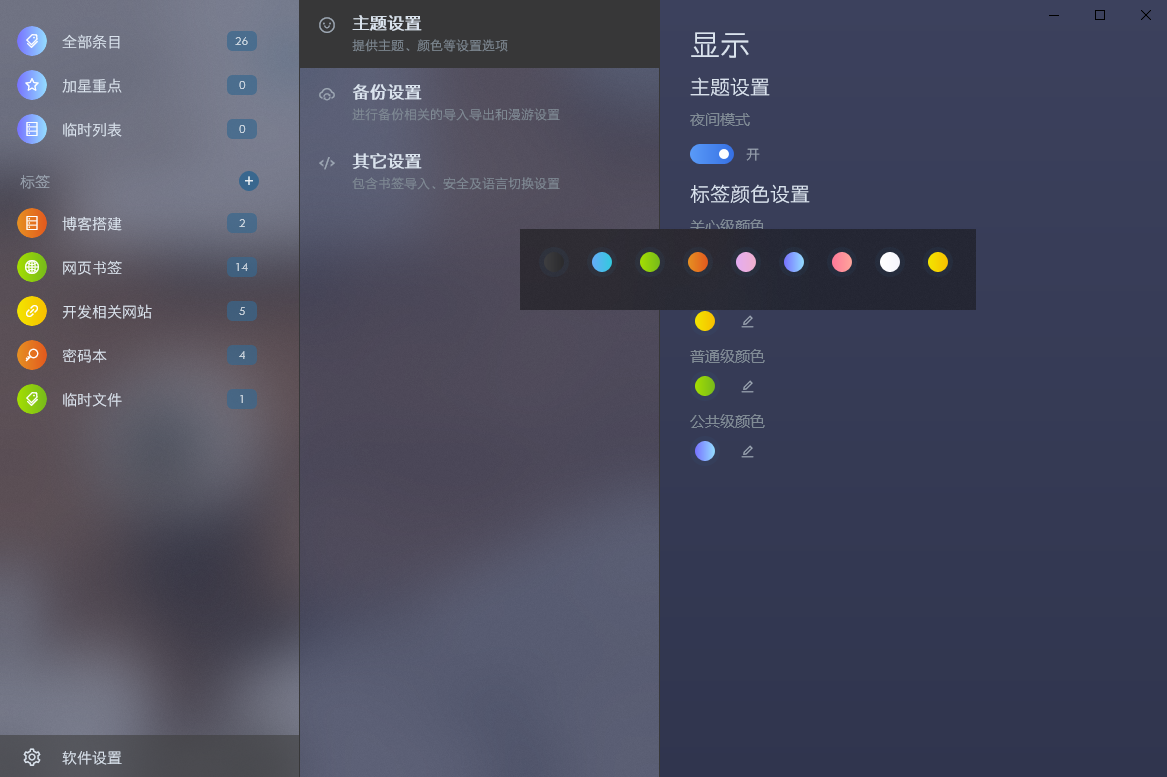 全部条目 26
加星重点 0
临时列表 0
标签
博客搭建 2
网页书签 14
开发相关网站 5
密码本 4
临时文件 1
软件设置
主题设置
提供主题、颜色等设置选项
备份设置
进行备份相关的导入导出和漫游设置
其它设置
包含书签导入、安全及语言切换设置
显示
主题设置
夜间模式
开
标签颜色设置
关心级颜色
普通级颜色
公共级颜色